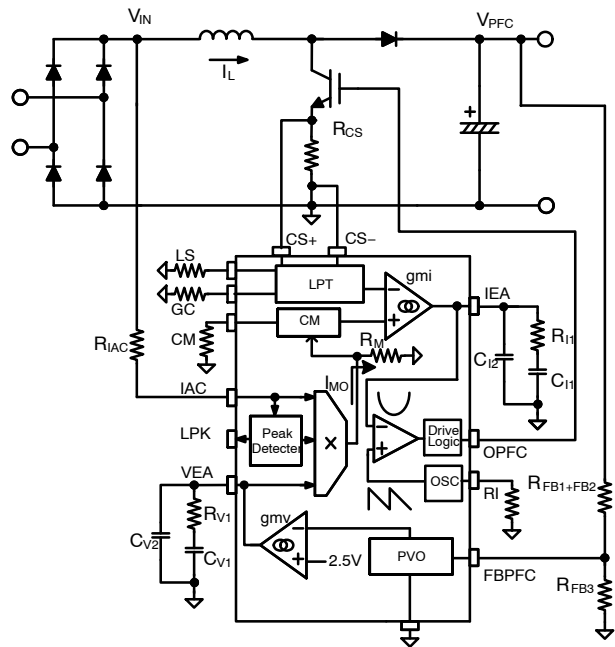 VIN
VPFC
IL
RCS
CS+
CS−
LS
GC
LPT
gmi
IEA
CM
CM
RM
RI1
CI2
CI1
RIAC
IAC
IMO
LPK
Peak
Detecter
X
Drive
Logic
OPFC
VEA
OSC
RI
RFB1+FB2
RV1
CV2
CV1
gmv
2.5V
PVO
FBPFC
RFB3